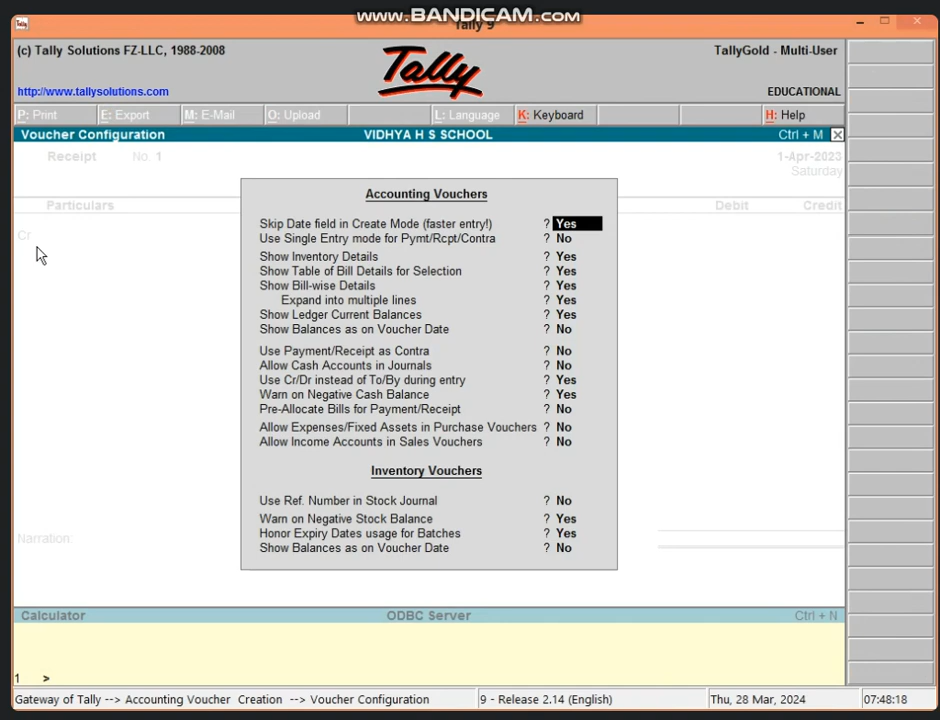 www.BANDICAM.com
Tally 9
(c) Tally Solutions FZ-LLC, 1988-2008
Tally
TallyGold - Multi-User
http://www.tallysolutions.com
EDUCATIONAL
P: Print E: Export M: E-Mail O: Upload L: Language K: Keyboard H: Help
Voucher Configuration VIDHYA H S SCHOOL Ctrl + M
Receipt No. 1 1-Apr-2023
Saturday
Particulars Debit Credit
Cr
Accounting Vouchers
Skip Date field in Create Mode (faster entry!) ? Yes
Use Single Entry mode for Pymt/Rcpt/Contra ? No
Show Inventory Details ? Yes
Show Table of Bill Details for Selection ? Yes
Show Bill-wise Details ? Yes
Expand into multiple lines ? Yes
Show Ledger Current Balances ? Yes
Show Balances as on Voucher Date ? No
Use Payment/Receipt as Contra ? No
Allow Cash Accounts in Journals ? No
Use Cr/Dr instead of To/By during entry ? Yes
Warn on Negative Cash Balance ? Yes
Pre-Allocate Bills for Payment/Receipt ? No
Allow Expenses/Fixed Assets in Purchase Vouchers ? No
Allow Income Accounts in Sales Vouchers ? No
Inventory Vouchers
Use Ref. Number in Stock Journal ? No
Warn on Negative Stock Balance ? Yes
Honor Expiry Dates usage for Batches ? Yes
Show Balances as on Voucher Date ? No
Narration:
Calculator ODBC Server Ctrl + N
1 >
Gateway of Tally --> Accounting Voucher Creation --> Voucher Configuration 9 - Release 2.14 (English) Thu, 28 Mar, 2024 07:48:18